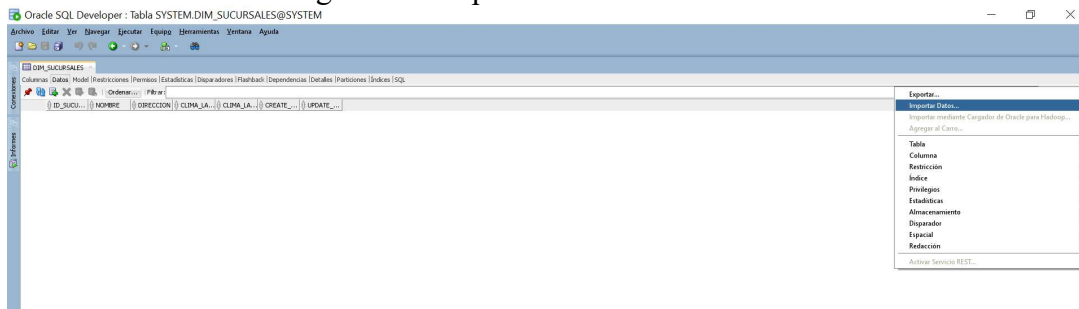 Oracle SQL Developer : Tabla SYSTEM.DIM_SUCURSALES@SYSTEM
Archivo Editar Ver Navegar Ejecutar Equipo Herramientas Ventana Ayuda
DIM_SUCURSALES
Columnas Datos Model Restricciones Permisos Estadísticas Disparadores Flashback Dependencias Detalles Particiones Índices SQL
Ordenar... Filtrar:
ID_SUCU... NOMBRE DIRECCION CLIMA_LA... CLIMA_LA... CREATE_... UPDATE_...
Conexiones
Informes
Exportar...
Importar Datos...
Importar mediante Cargador de Oracle para Hadoop...
Agregar al Carro...
Tabla
Columna
Restricción
Índice
Privilegios
Estadísticas
Almacenamiento
Disparador
Espacial
Redacción
Activar Servicio REST...